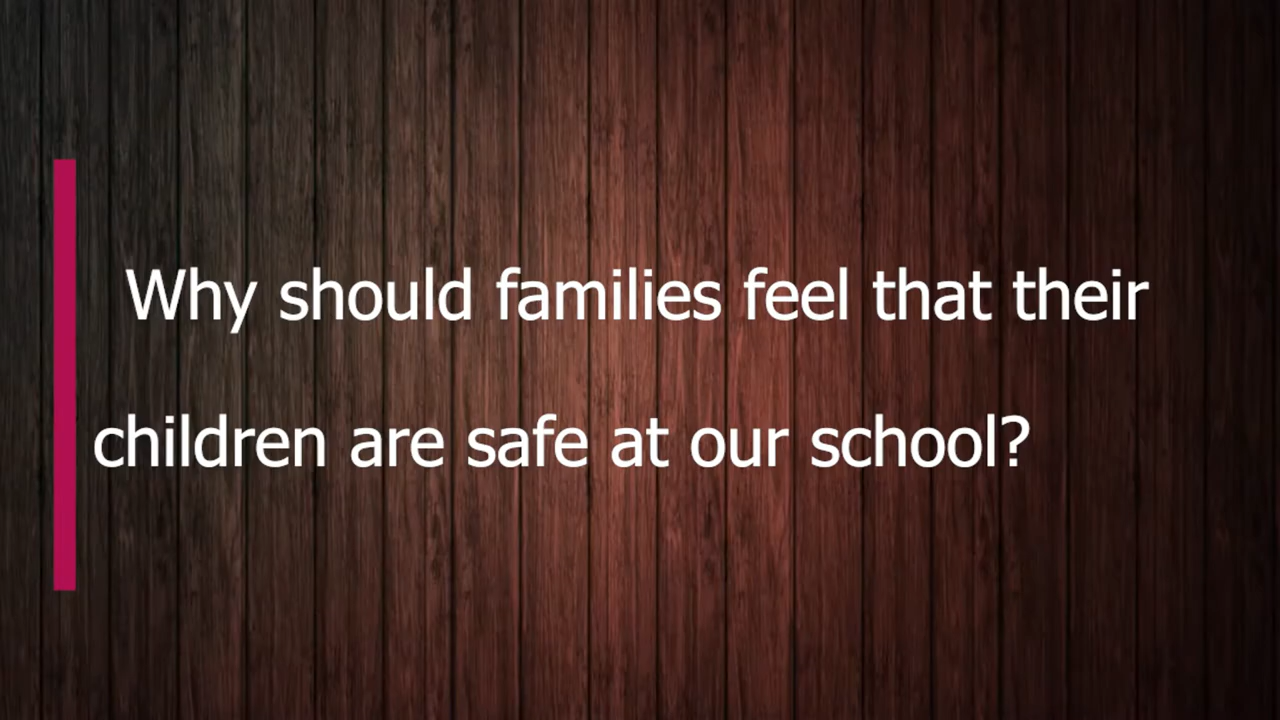 Why should families feel that their
children are safe at our school?